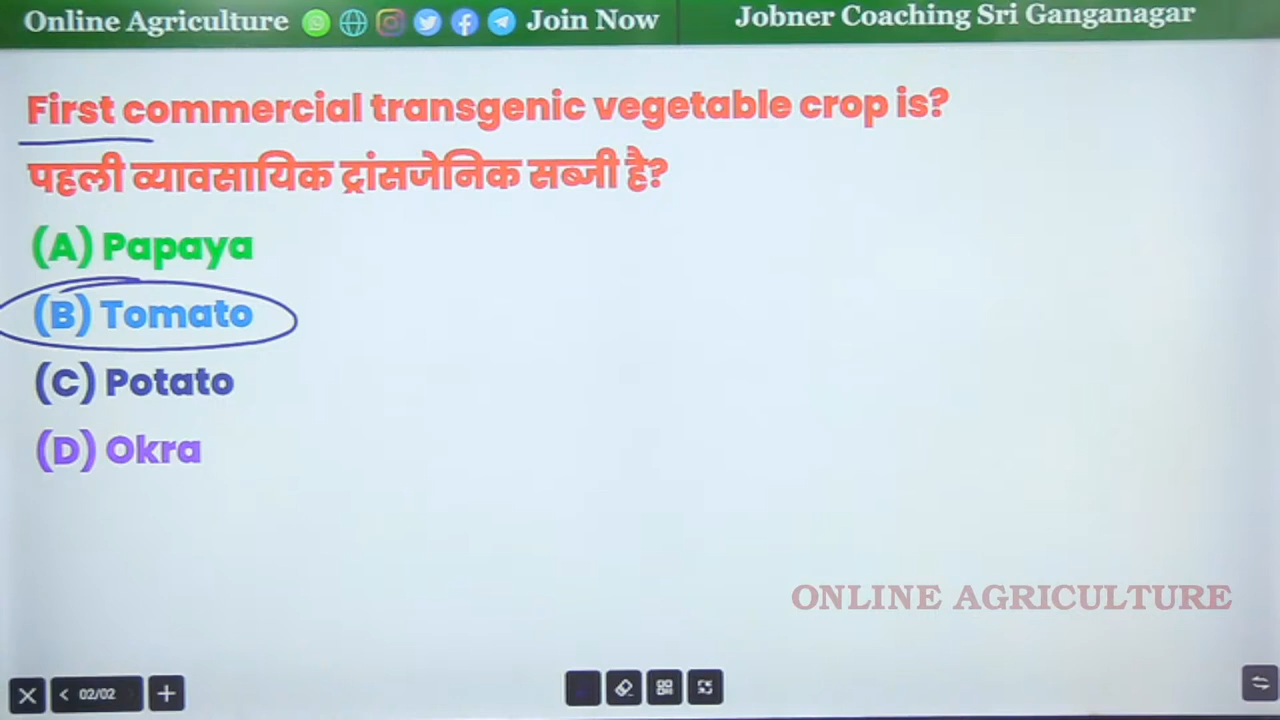 Online Agriculture Join Now
Jobner Coaching Sri Ganganagar
First commercial transgenic vegetable crop is?
पहली व्यावसायिक ट्रांसजेनिक सब्जी है?
(A) Papaya
(B) Tomato
(C) Potato
(D) Okra
ONLINE AGRICULTURE
02/02